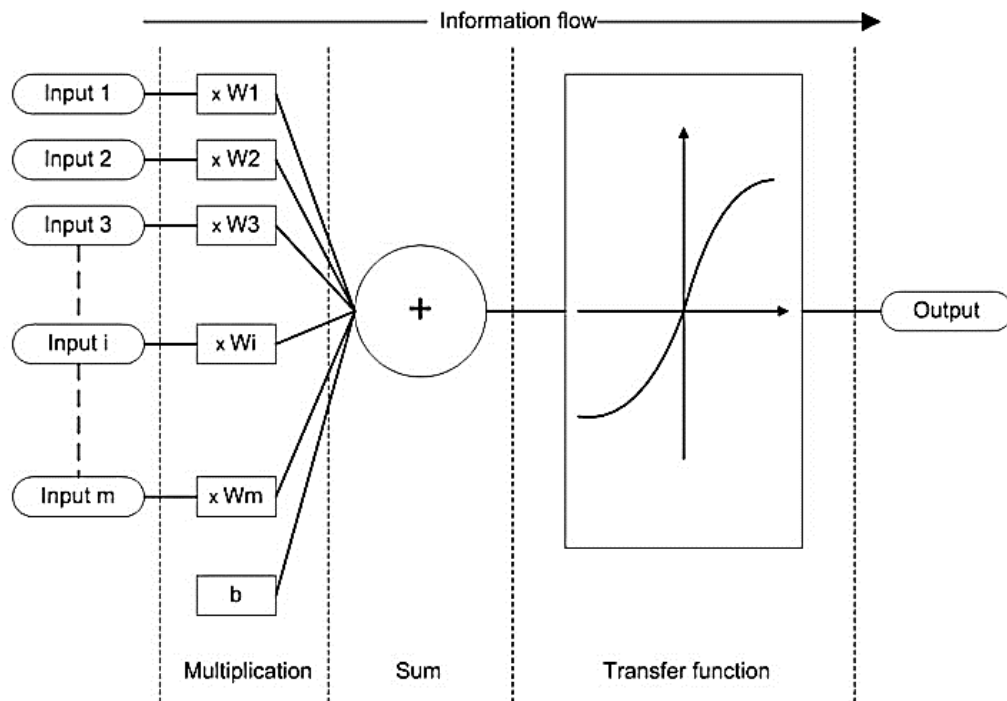 Information flow
Input 1
x W1
Input 2
x W2
Input 3
x W3
+
Output
Input i
x Wi
Input m
x Wm
b
Multiplication
Sum
Transfer function